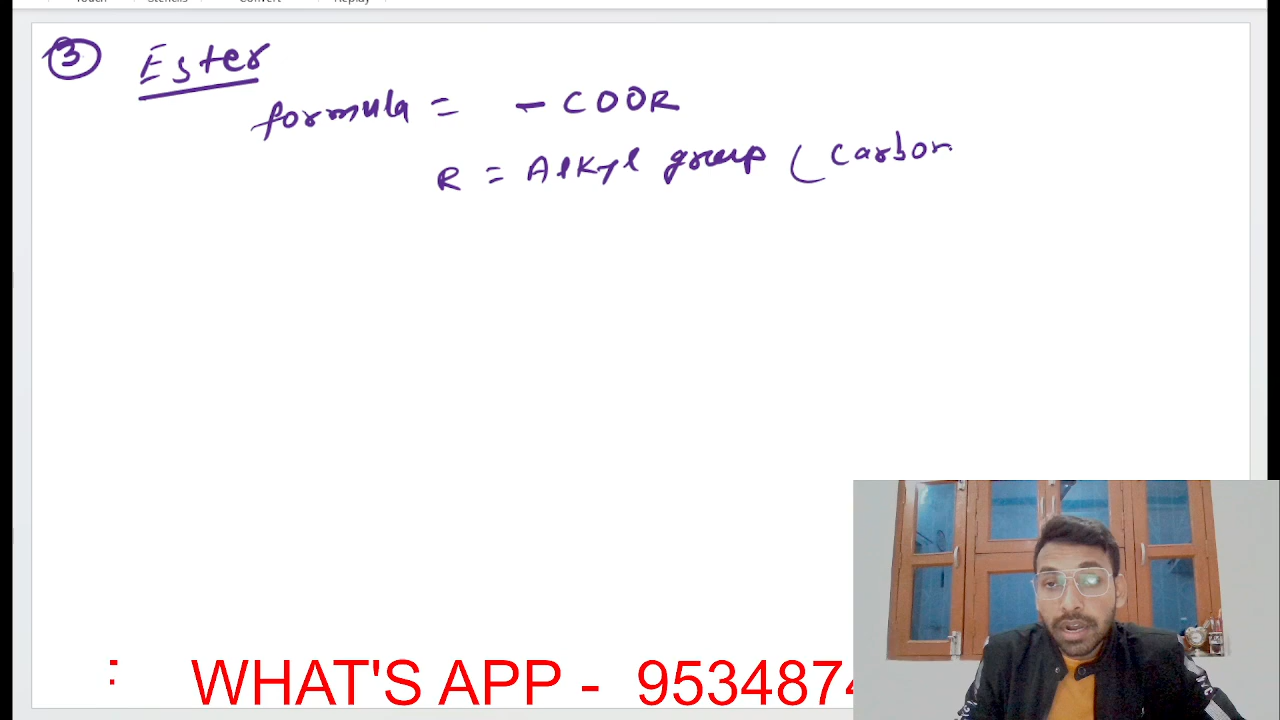 ③ Ester
formula = - COOR
R = Alkyl group ( Carbon
: WHAT'S APP - 953487